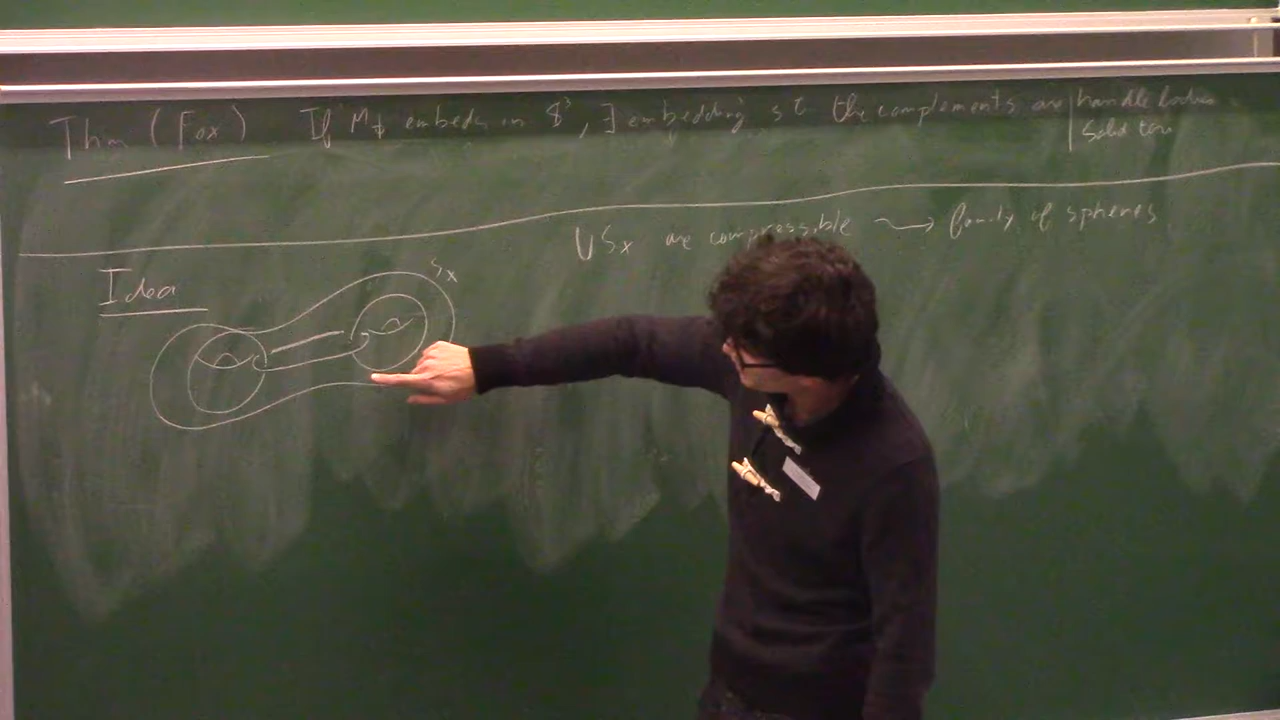 Thm (Fox) If M embeds in S³, ∃ embedding st the complements are | handle bodies
Solid tori
∪ Sₓ are compressible ⇝ family of spheres
Idea
Sₓ